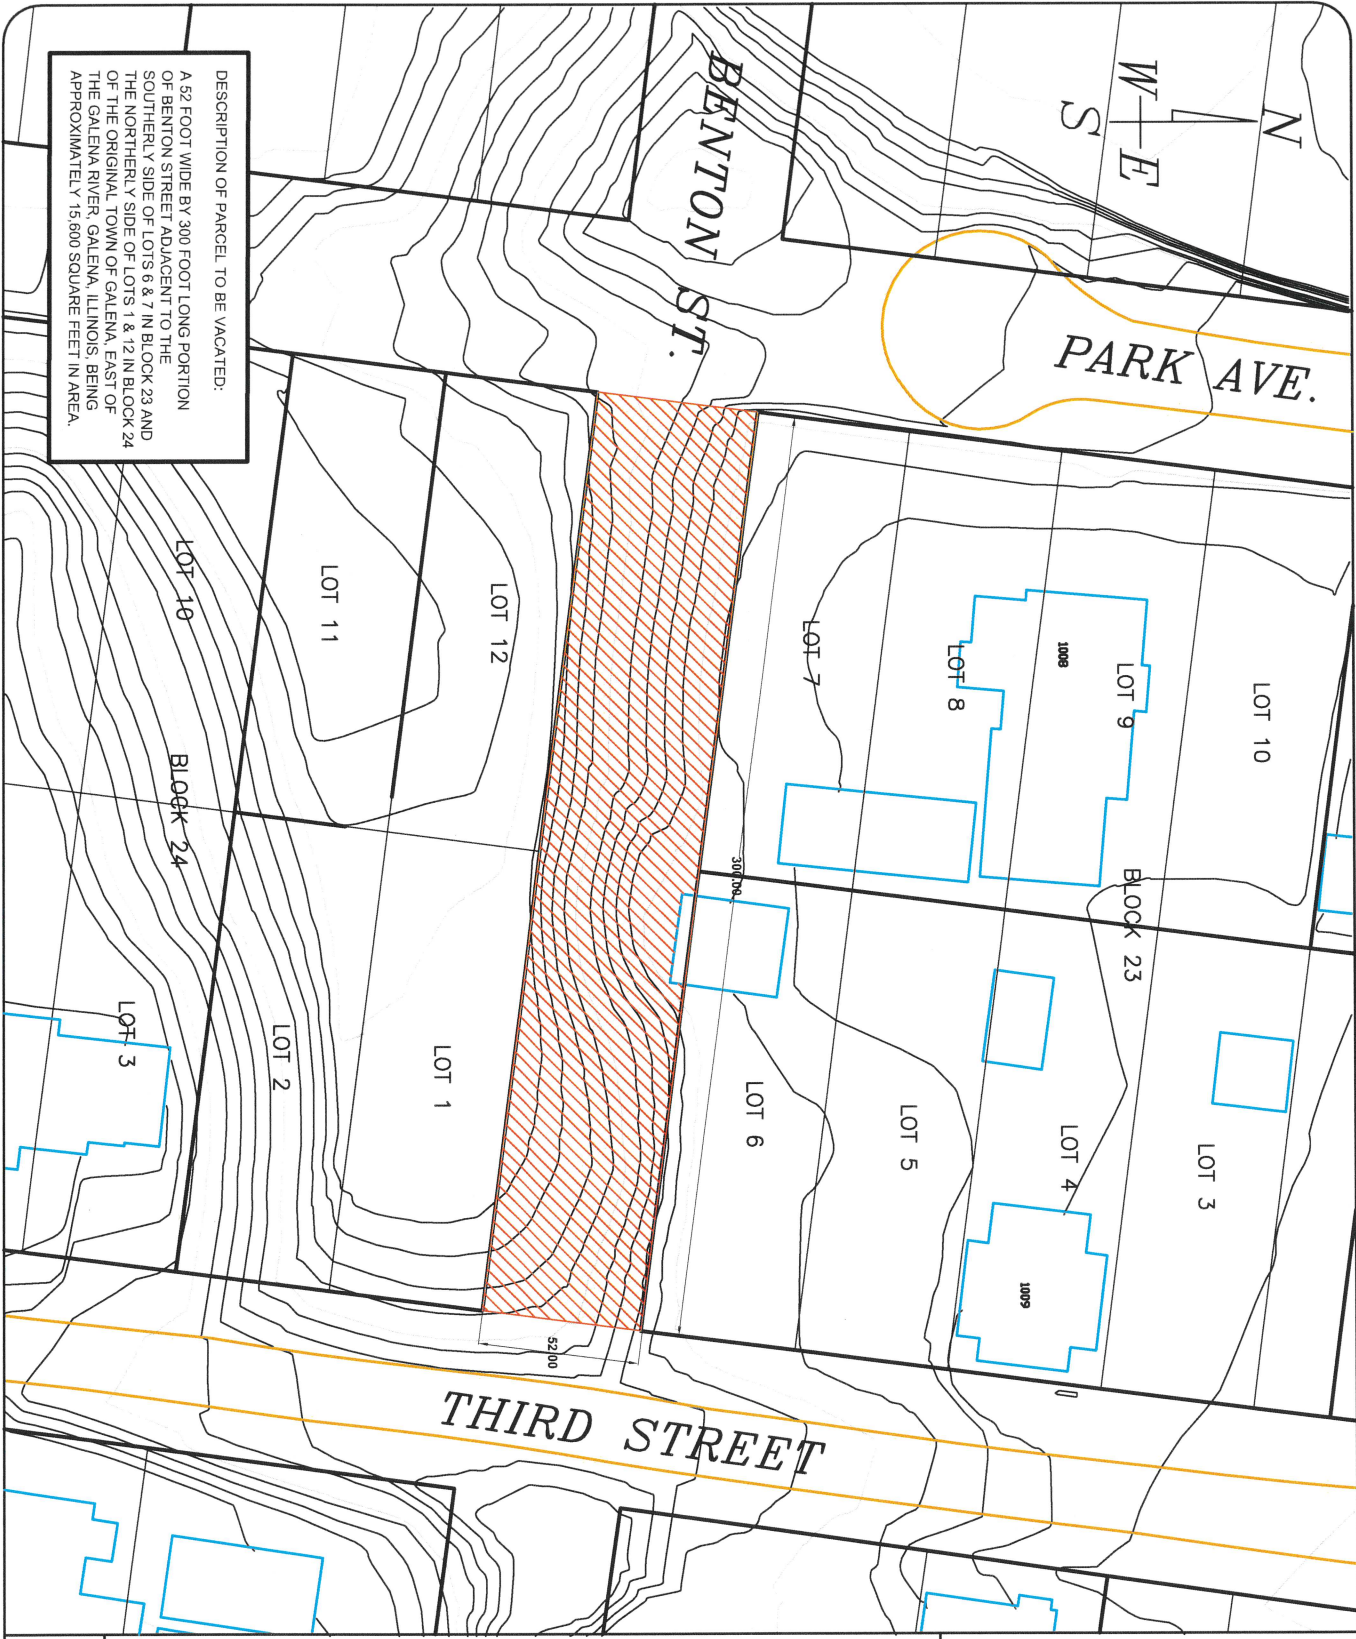 N
W E
S
BENTON ST.
PARK AVE.
DESCRIPTION OF PARCEL TO BE VACATED:
A 52 FOOT WIDE BY 300 FOOT LONG PORTION
OF BENTON STREET ADJACENT TO THE
SOUTHERLY SIDE OF LOTS 6 & 7 IN BLOCK 23 AND
THE NORTHERLY SIDE OF LOTS 1 & 12 IN BLOCK 24
OF THE ORIGINAL TOWN OF GALENA, EAST OF
THE GALENA RIVER, GALENA, ILLINOIS, BEING
APPROXIMATELY 15,600 SQUARE FEET IN AREA.
LOT 10
LOT 11
LOT 12
LOT 7
LOT 8
1008
LOT 9
LOT 10
BLOCK 24
300.00
BLOCK 23
LOT 3
LOT 2
LOT 1
LOT 6
LOT 5
LOT 4
LOT 3
1009
52.00
THIRD STREET